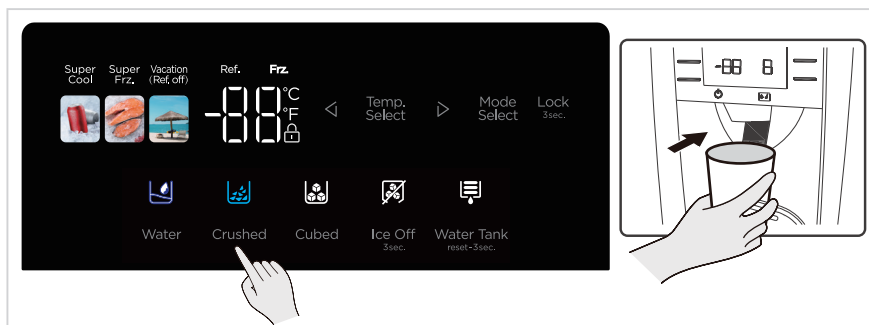 Super Cool
Super Frz.
Vacation (Ref, off)
Ref.
Frz.
-88
°C
°F
Temp. Select
Mode Select
Lock
3sec.
Water
Crushed
Cubed
Ice Off
3sec.
Water Tank
reset-3sec.
-88 8